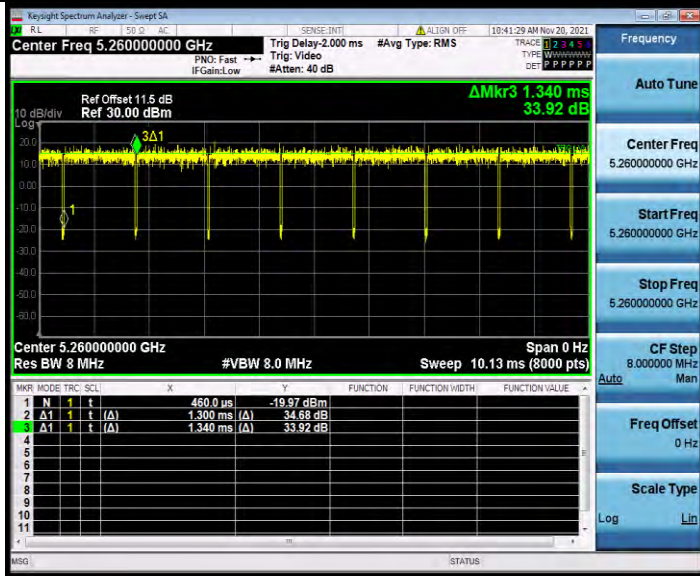 Keysight Spectrum Analyzer - Swept SA
RL RF 50 Ω AC SENSE:INT ALIGN OFF 10:41:29 AM Nov 20, 2021
Center Freq 5.260000000 GHz
Trig Delay-2.000 ms #Avg Type: RMS
TRACE 1 2 3 4 5 6
PNO: Fast Trig: Video
TYPE W
IFGain:Low #Atten: 40 dB
DET P P P P P P
Frequency
Auto Tune
Center Freq
5.260000000 GHz
Start Freq
5.260000000 GHz
Stop Freq
5.260000000 GHz
CF Step
8.000000 MHz
Auto Man
Freq Offset
0 Hz
Scale Type
Log Lin
ΔMkr3 1.340 ms
33.92 dB
Ref Offset 11.5 dB
10 dB/div Ref 30.00 dBm
Log
20.0
10.0
0.00
-10.0
-20.0
-30.0
-40.0
-50.0
-60.0
3Δ1
1
Center 5.260000000 GHz Span 0 Hz
Res BW 8 MHz #VBW 8.0 MHz Sweep 10.13 ms (8000 pts)
MKR MODE TRC SCL X Y FUNCTION FUNCTION WIDTH FUNCTION VALUE
1 N 1 t 460.0 µs -19.97 dBm
2 Δ1 1 t (Δ) 1.300 ms (Δ) 34.68 dB
3 Δ1 1 t (Δ) 1.340 ms (Δ) 33.92 dB
4
5
6
7
8
9
10
11
MSG STATUS